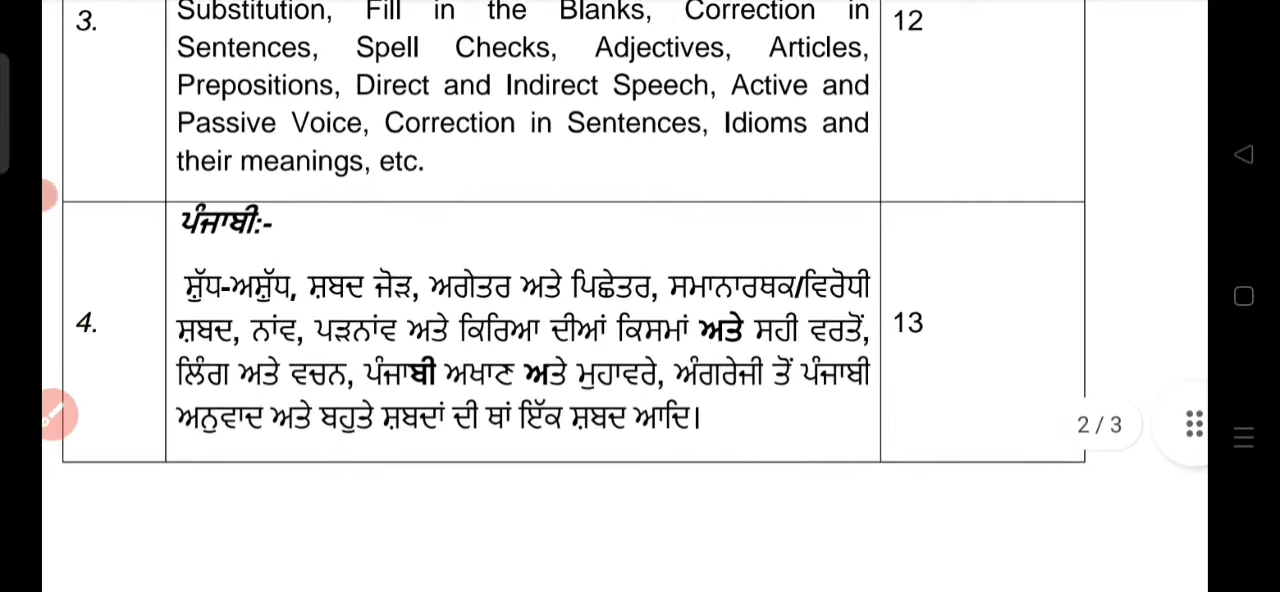 3.
Substitution, Fill in the Blanks, Correction in
Sentences, Spell Checks, Adjectives, Articles,
Prepositions, Direct and Indirect Speech, Active and
Passive Voice, Correction in Sentences, Idioms and
their meanings, etc.
12
4.
ਪੰਜਾਬੀ:-
ਸ਼ੁੱਧ-ਅਸ਼ੁੱਧ, ਸ਼ਬਦ ਜੋੜ, ਅਗੇਤਰ ਅਤੇ ਪਿਛੇਤਰ, ਸਮਾਨਾਰਥਕ/ਵਿਰੋਧੀ
ਸ਼ਬਦ, ਨਾਂਵ, ਪੜਨਾਂਵ ਅਤੇ ਕਿਰਿਆ ਦੀਆਂ ਕਿਸਮਾਂ ਅਤੇ ਸਹੀ ਵਰਤੋਂ,
ਲਿੰਗ ਅਤੇ ਵਚਨ, ਪੰਜਾਬੀ ਅਖਾਣ ਅਤੇ ਮੁਹਾਵਰੇ, ਅੰਗਰੇਜੀ ਤੋਂ ਪੰਜਾਬੀ
ਅਨੁਵਾਦ ਅਤੇ ਬਹੁਤੇ ਸ਼ਬਦਾਂ ਦੀ ਥਾਂ ਇੱਕ ਸ਼ਬਦ ਆਦਿ।
13
2 / 3